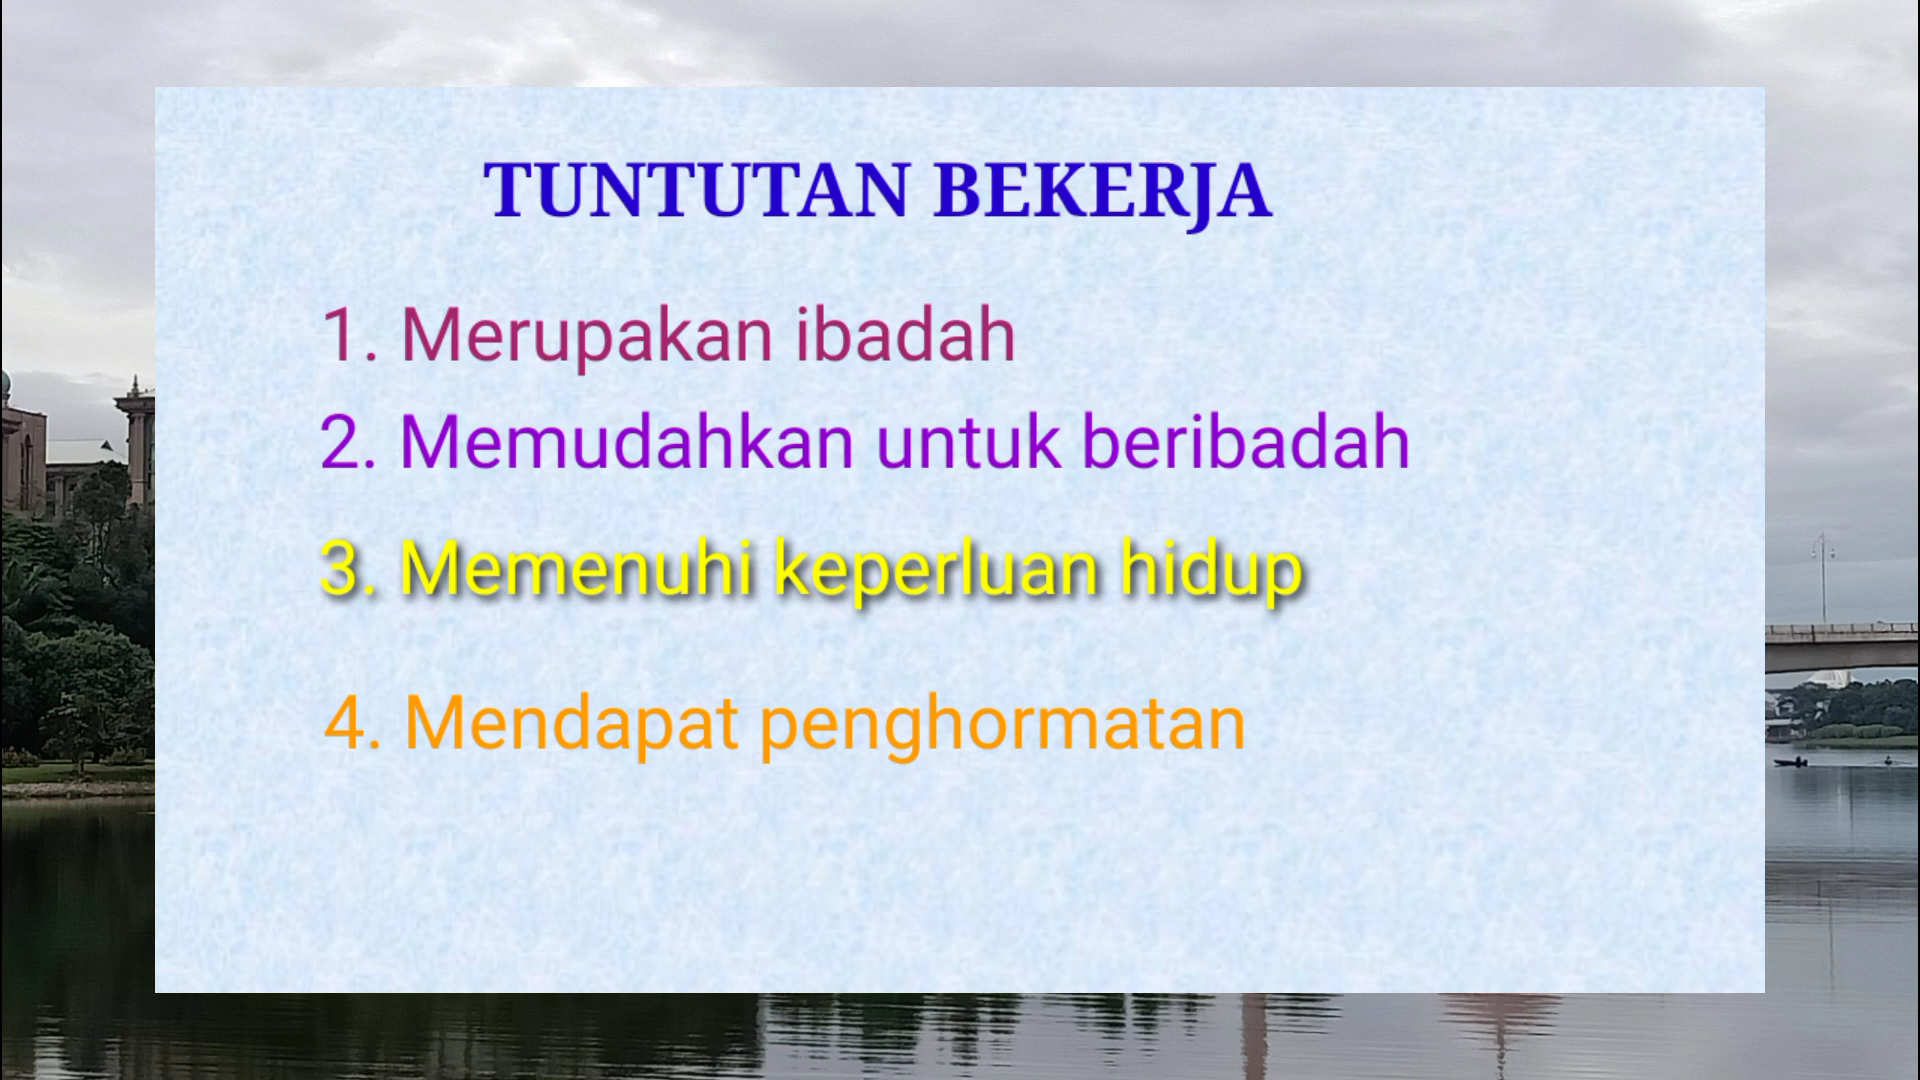 TUNTUTAN BEKERJA
1. Merupakan ibadah
2. Memudahkan untuk beribadah
3. Memenuhi keperluan hidup
4. Mendapat penghormatan